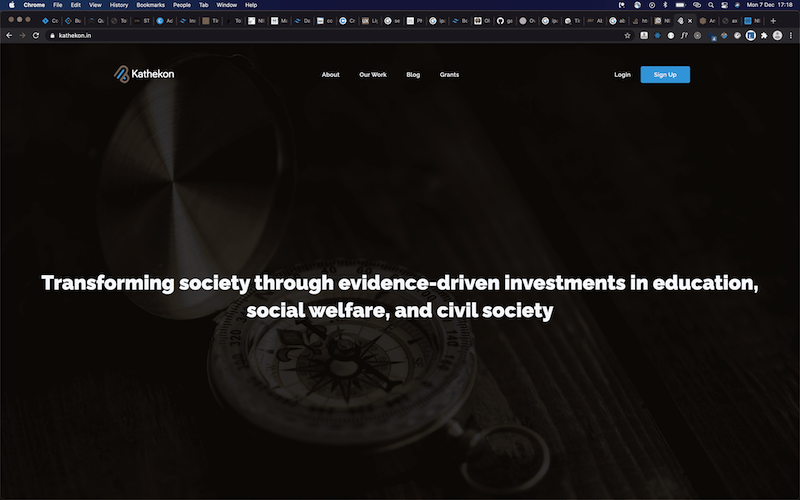 Chrome File Edit View History Bookmarks People Tab Window Help Mon 7 Dec 17:18
kathekon.in
Kathekon About Our Work Blog Grants Login Sign Up
Transforming society through evidence-driven investments in education,
social welfare, and civil society